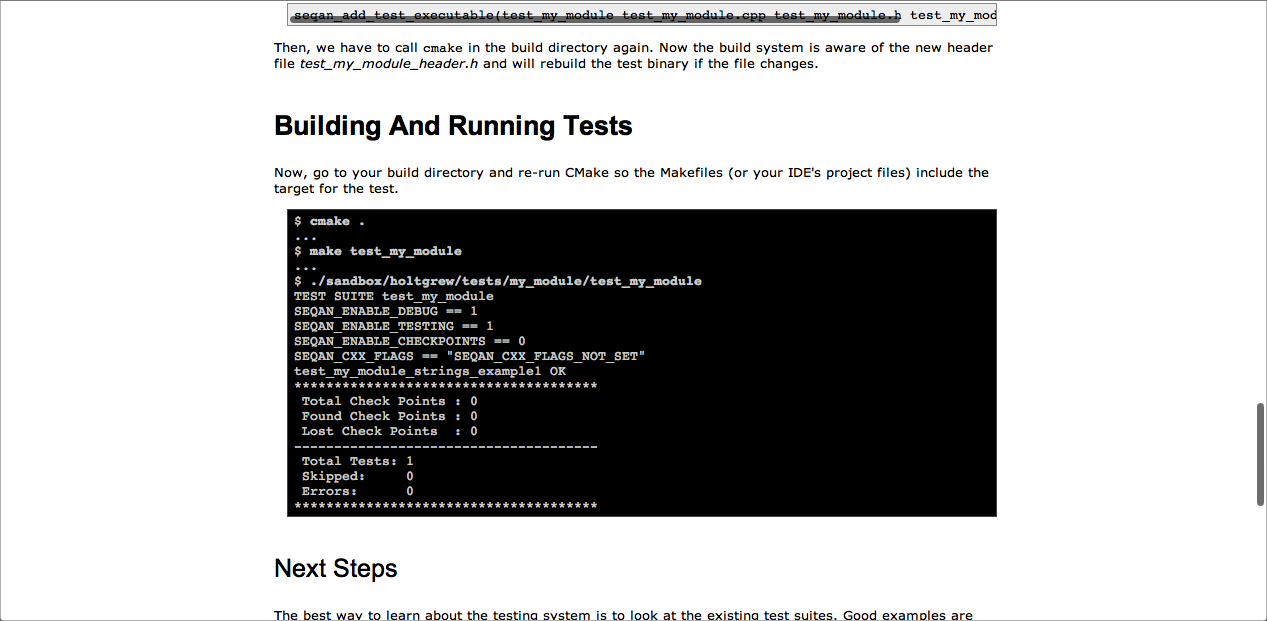 seqan_add_test_executable(test_my_module test_my_module.cpp test_my_module.h test_my_mod
Then, we have to call cmake in the build directory again. Now the build system is aware of the new header
file test_my_module_header.h and will rebuild the test binary if the file changes.
Building And Running Tests
Now, go to your build directory and re-run CMake so the Makefiles (or your IDE's project files) include the
target for the test.
$ cmake .
...
$ make test_my_module
...
$ ./sandbox/holtgrew/tests/my_module/test_my_module
TEST SUITE test_my_module
SEQAN_ENABLE_DEBUG == 1
SEQAN_ENABLE_TESTING == 1
SEQAN_ENABLE_CHECKPOINTS == 0
SEQAN_CXX_FLAGS == "SEQAN_CXX_FLAGS_NOT_SET"
test_my_module_strings_example1 OK
**************************************
Total Check Points : 0
Found Check Points : 0
Lost Check Points  : 0
--------------------------------------
Total Tests: 1
Skipped:     0
Errors:      0
**************************************
Next Steps
The best way to learn about the testing system is to look at the existing test suites. Good examples are